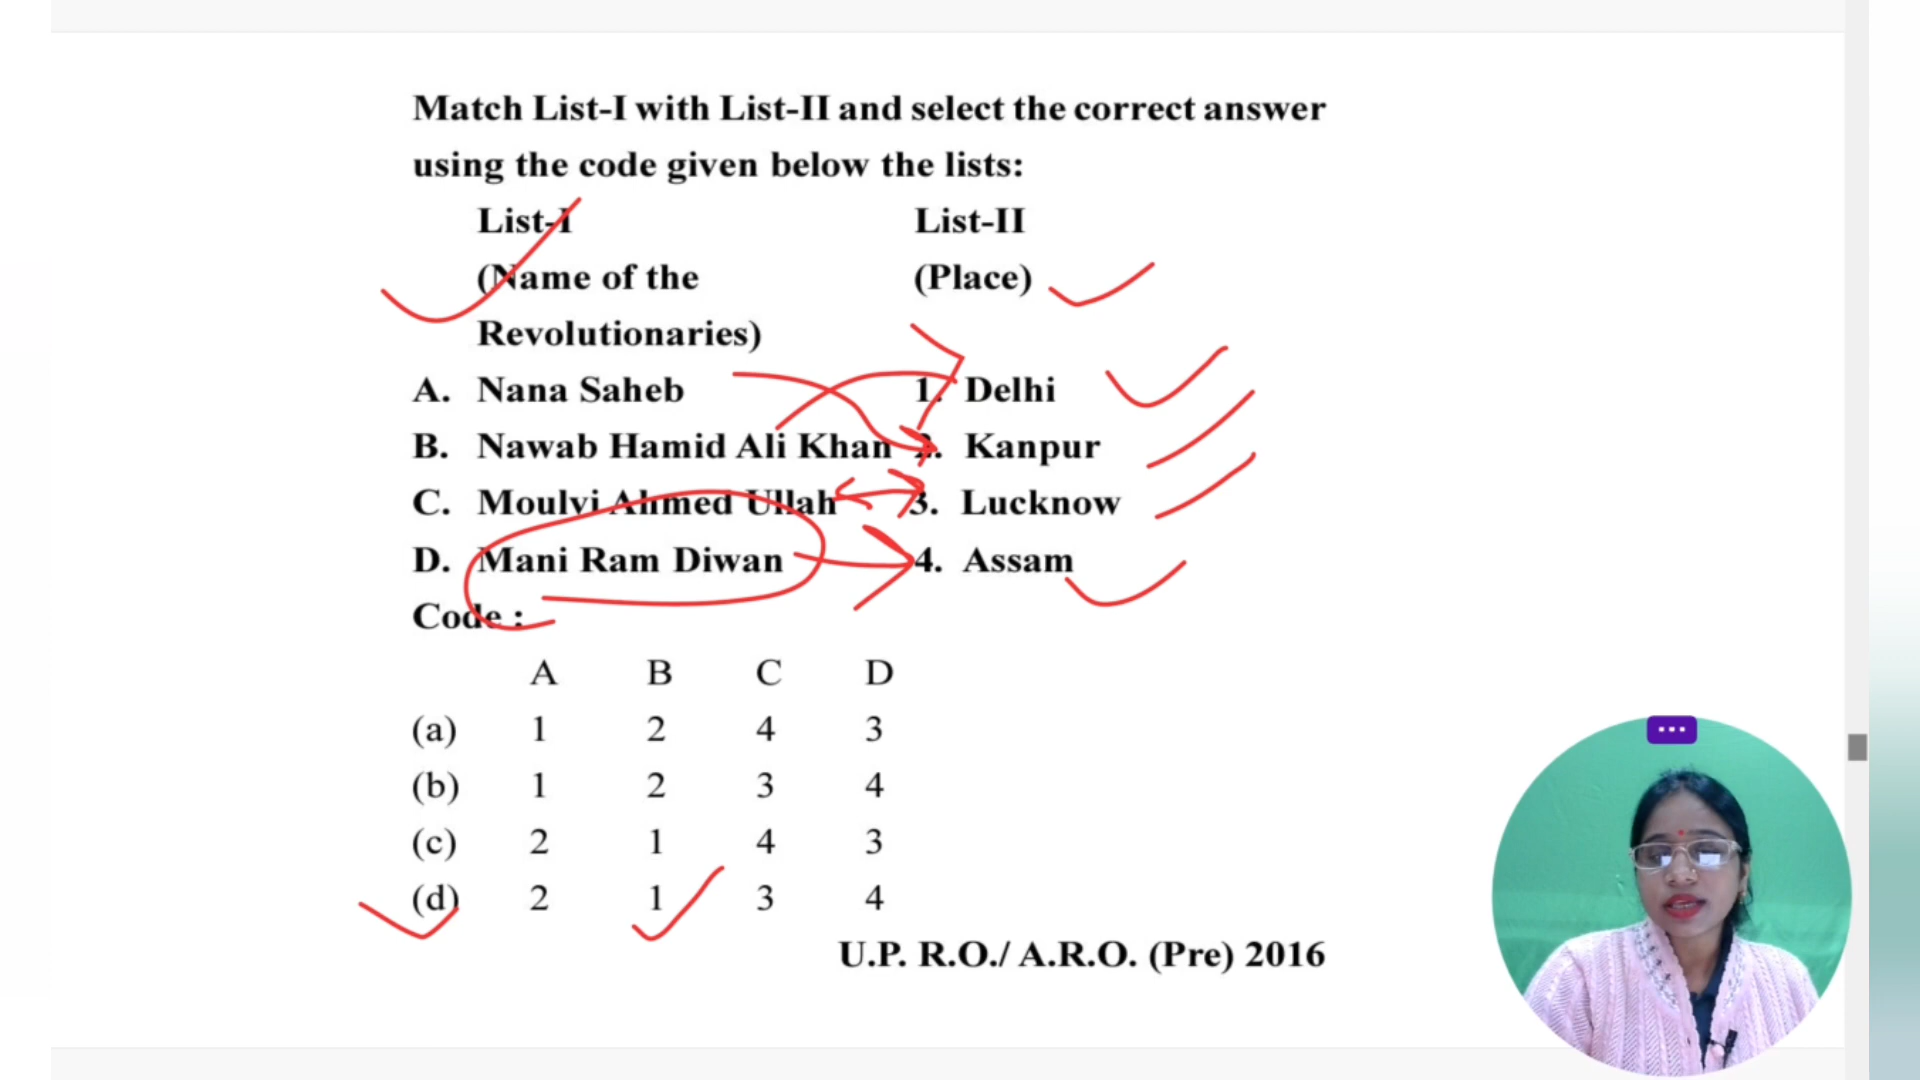 Match List-I with List-II and select the correct answer
using the code given below the lists:
List-I List-II
(Name of the (Place)
Revolutionaries)
A. Nana Saheb 1. Delhi
B. Nawab Hamid Ali Khan 2. Kanpur
C. Moulvi Ahmed Ullah 3. Lucknow
D. Mani Ram Diwan 4. Assam
Code :
A B C D
(a) 1 2 4 3
(b) 1 2 3 4
(c) 2 1 4 3
(d) 2 1 3 4
U.P. R.O./ A.R.O. (Pre) 2016